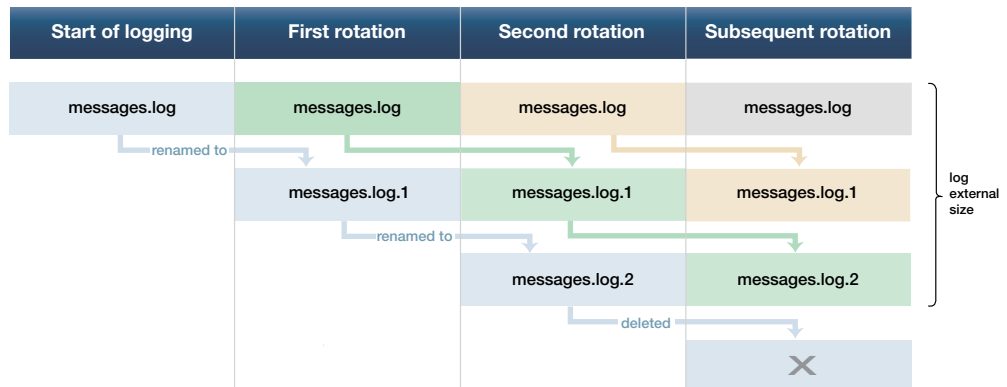 Start of logging First rotation Second rotation Subsequent rotation
messages.log messages.log messages.log messages.log
renamed to
messages.log.1 messages.log.1 messages.log.1
log
external
size
renamed to
messages.log.2 messages.log.2
deleted
X